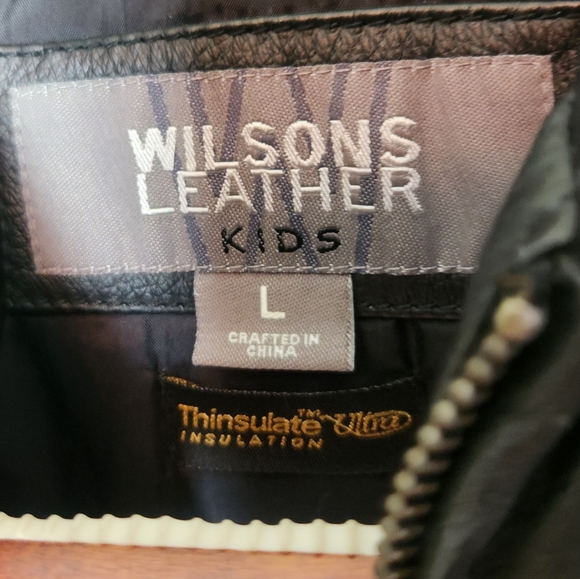 WILSONS
LEATHER
KIDS
L
CRAFTED IN
CHINA
Thinsulate™ Ultra
INSULATION